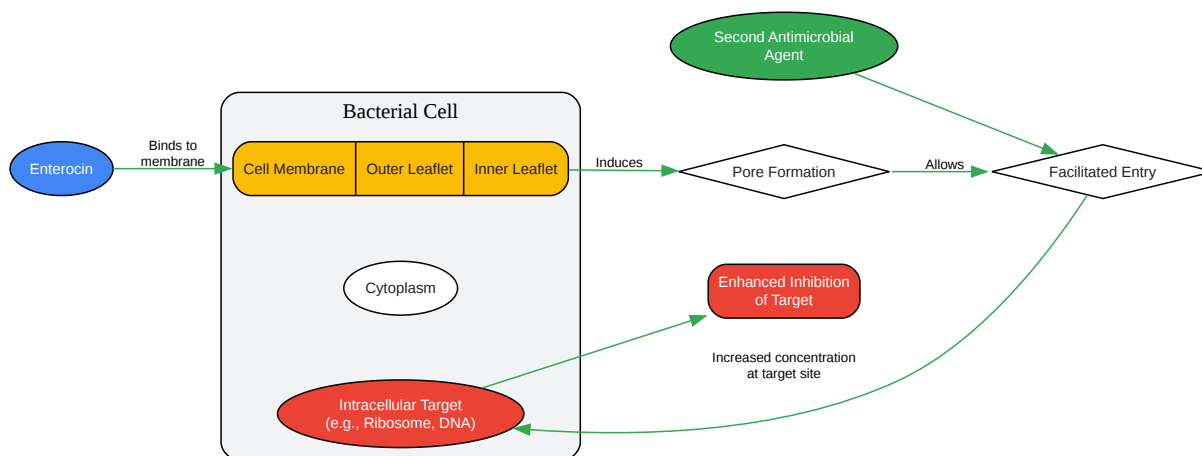 Second Antimicrobial
Agent
Bacterial Cell
Binds to
membrane
Enterocin
Cell Membrane
Outer Leaflet
Inner Leaflet
Induces
Pore Formation
Allows
Facilitated Entry
Cytoplasm
Enhanced Inhibition
of Target
Increased concentration
at target site
Intracellular Target
(e.g., Ribosome, DNA)